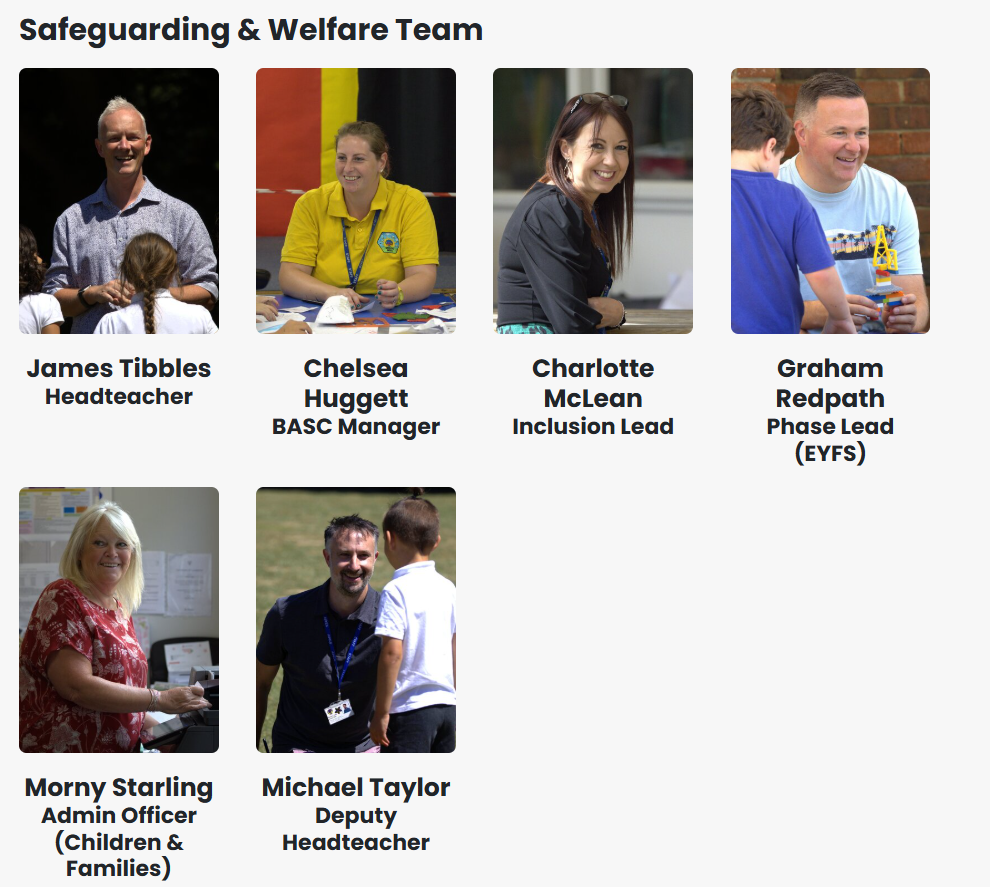 Safeguarding & Welfare Team
James Tibbles
Headteacher
Chelsea
Huggett
BASC Manager
Charlotte
McLean
Inclusion Lead
Graham
Redpath
Phase Lead
(EYFS)
Morny Starling
Admin Officer
(Children &
Families)
Michael Taylor
Deputy
Headteacher